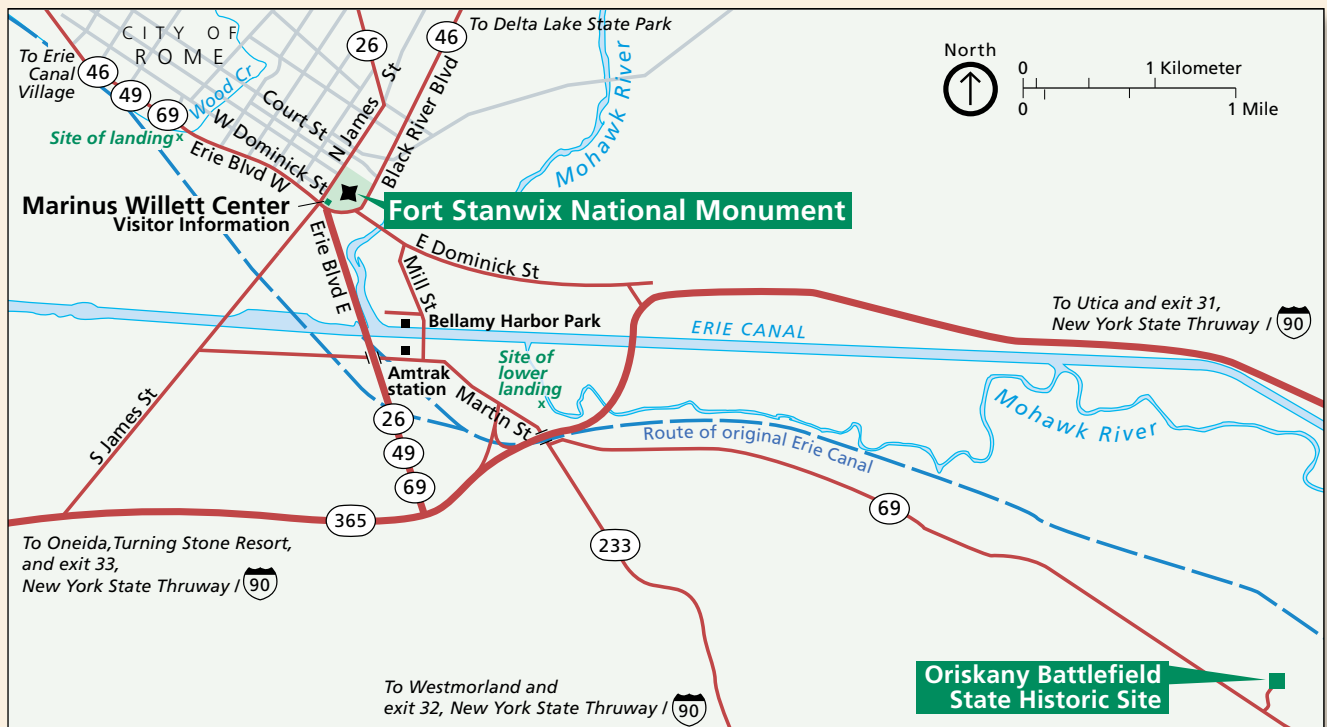 CITY OF
ROME
To Erie
Canal
Village
46
49
69
Wood Cr
Site of landing
x
26
46
To Delta Lake State Park
Court St
N James St
Black River Blvd
W Dominick St
Erie Blvd W
Mohawk River
North
0
1 Kilometer
0
1 Mile
Marinus Willett Center
Visitor Information
Fort Stanwix National Monument
E Dominick St
Erie Blvd E
Mill St
Bellamy Harbor Park
ERIE CANAL
To Utica and exit 31,
New York State Thruway / 90
Amtrak
station
Site of
lower
landing
x
Martin St
S James St
Mohawk River
Route of original Erie Canal
26
49
69
365
69
233
To Oneida,Turning Stone Resort,
and exit 33,
New York State Thruway / 90
To Westmorland and
exit 32, New York State Thruway / 90
Oriskany Battlefield
State Historic Site